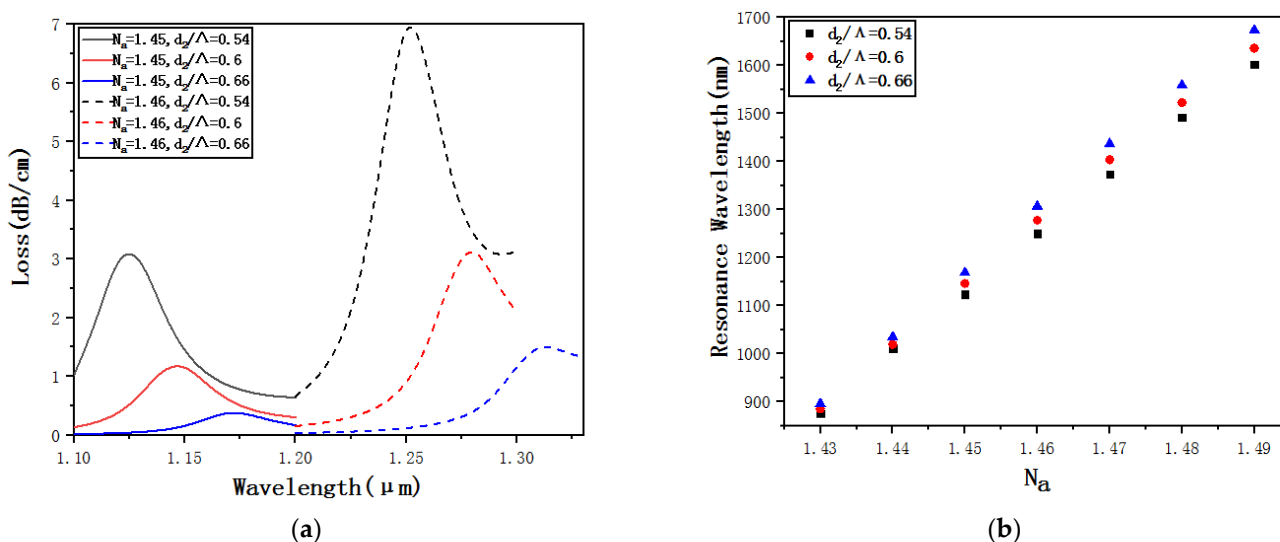 7
6
5
4
3
2
1
0
Loss(dB/cm)
Nₐ=1.45,d₂/Λ=0.54
Nₐ=1.45,d₂/Λ=0.6
Nₐ=1.45,d₂/Λ=0.66
Nₐ=1.46,d₂/Λ=0.54
Nₐ=1.46,d₂/Λ=0.6
Nₐ=1.46,d₂/Λ=0.66
1.10 1.15 1.20 1.25 1.30
Wavelength(μm)
(a)
1700
1600
1500
1400
1300
1200
1100
1000
900
Resonance Wavelength(nm)
d₂/Λ=0.54
d₂/Λ=0.6
d₂/Λ=0.66
1.43 1.44 1.45 1.46 1.47 1.48 1.49
Nₐ
(b)